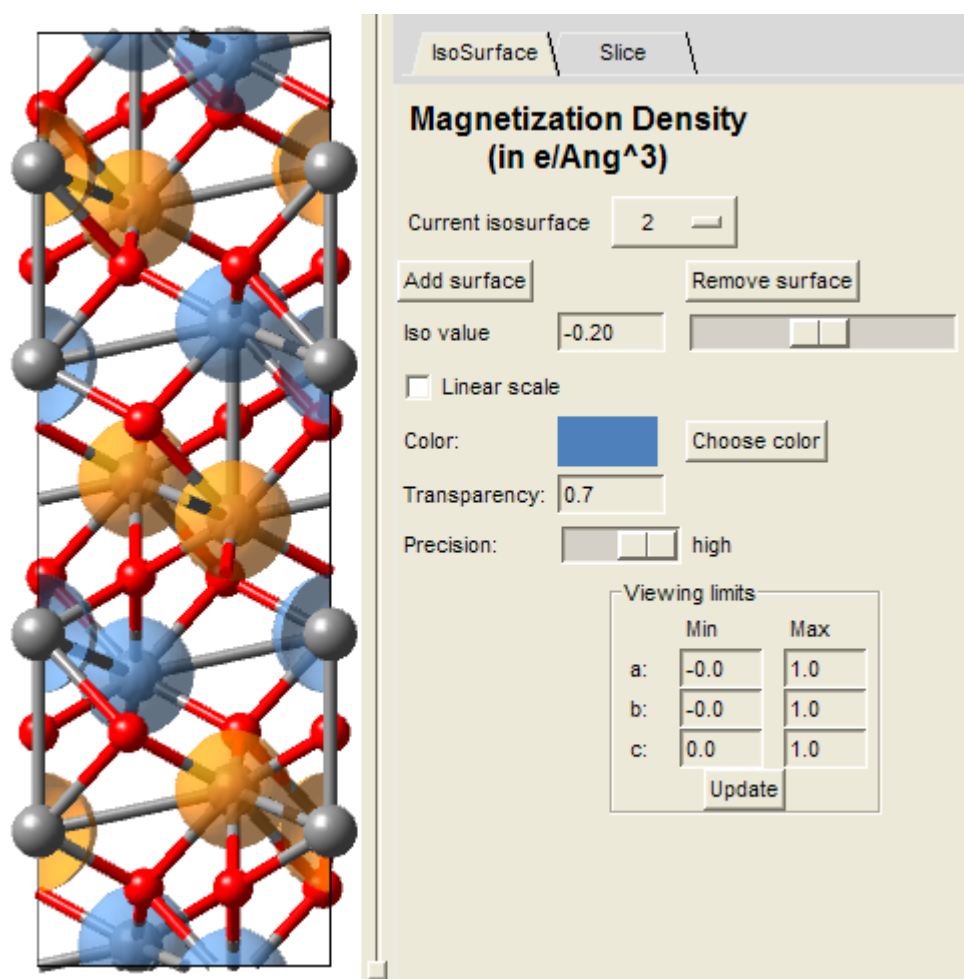 IsoSurface Slice
Magnetization Density
(in e/Ang^3)
Current isosurface 2
Add surface Remove surface
Iso value -0.20
Linear scale
Color: Choose color
Transparency: 0.7
Precision: high
Viewing limits
Min Max
a: -0.0 1.0
b: -0.0 1.0
c: 0.0 1.0
Update